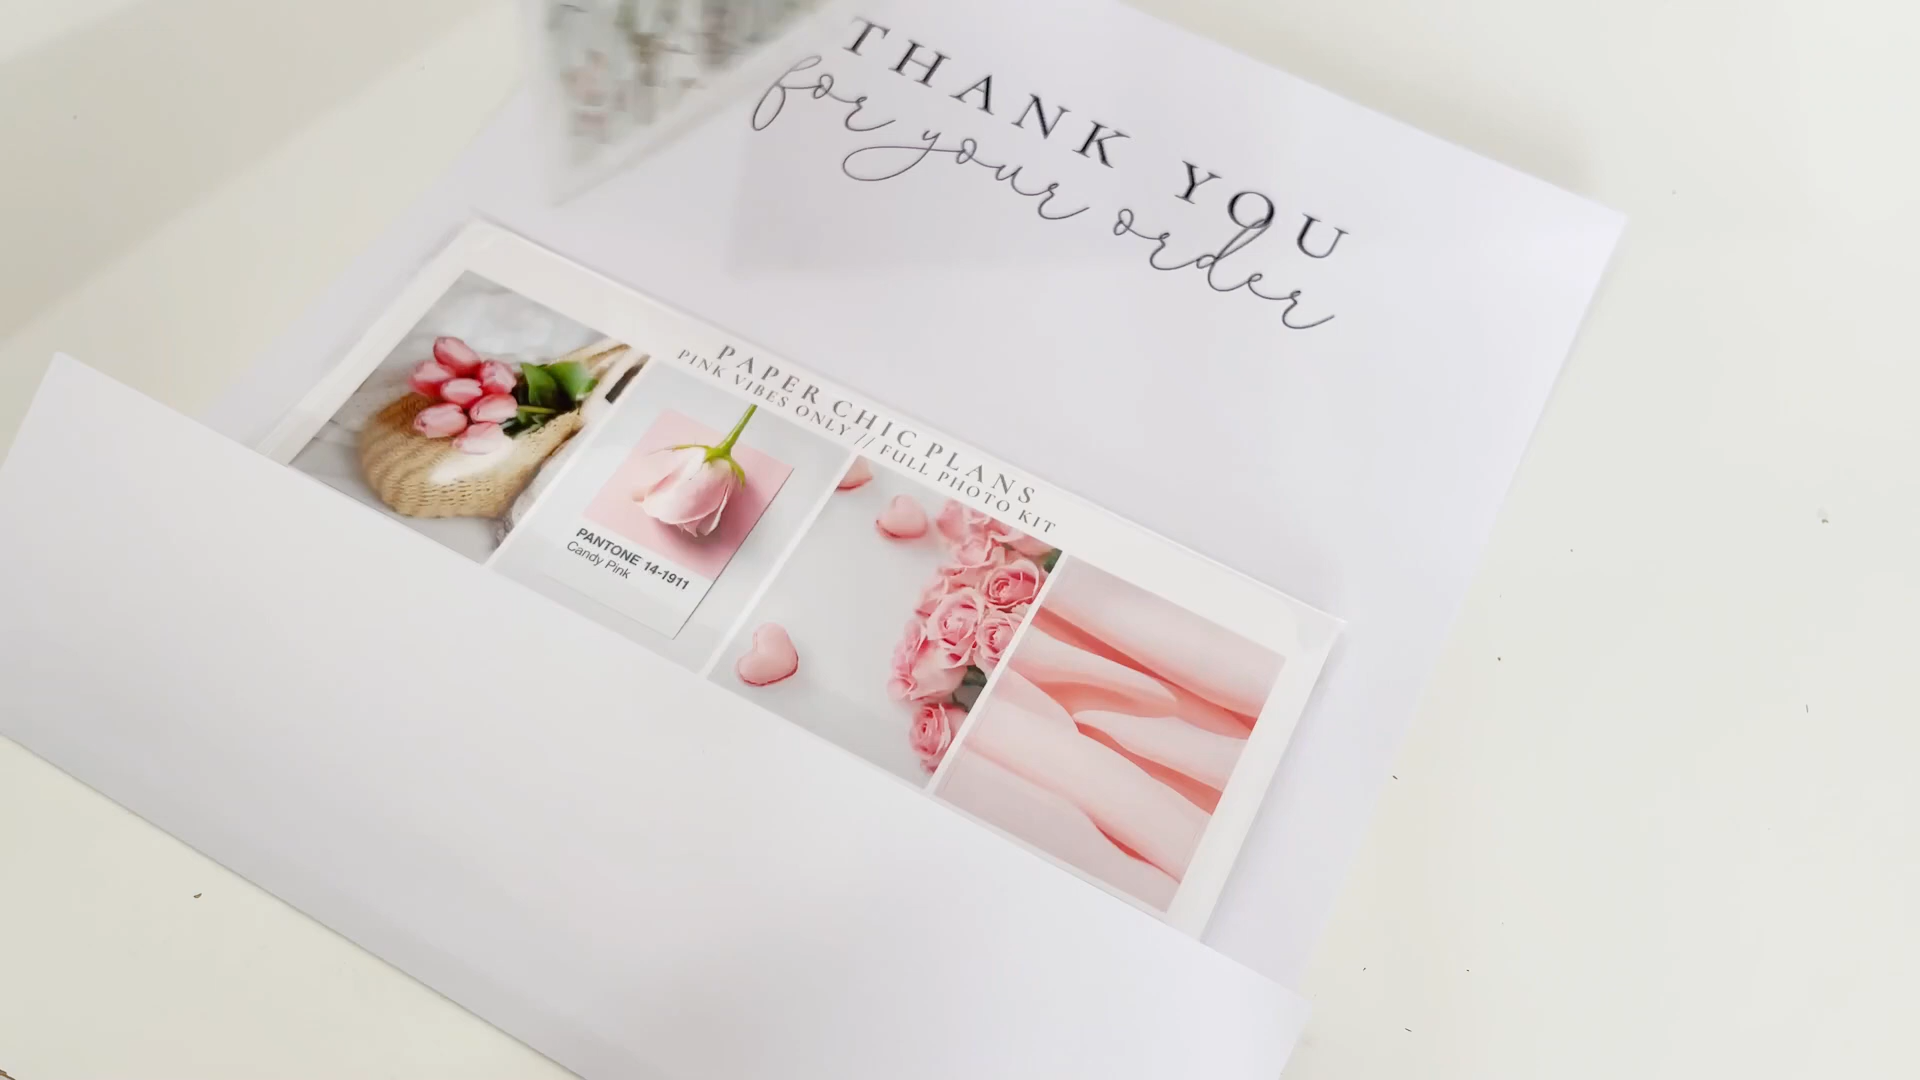 THANK YOU
for your order
PAPER CHIC PLANS
PINK VIBES ONLY // FULL PHOTO KIT
PANTONE 14-1911
Candy Pink